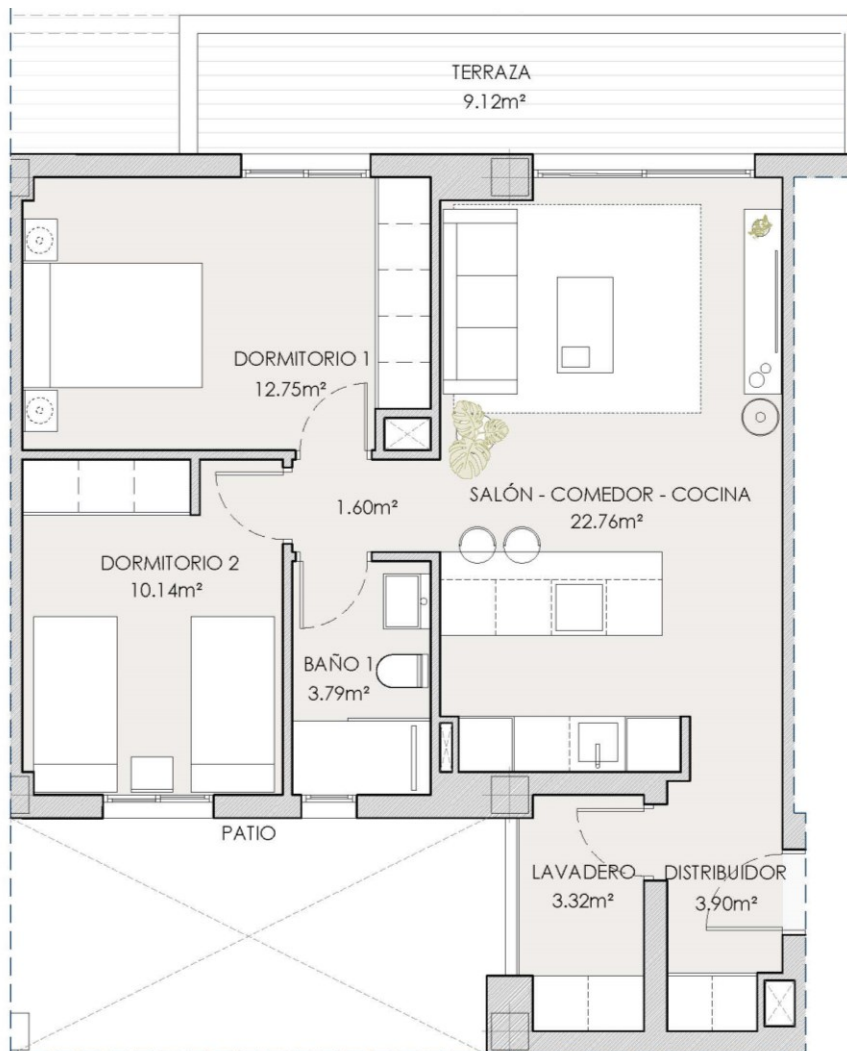 TERRAZA
9.12m²
DORMITORIO 1
12.75m²
SALÓN - COMEDOR - COCINA
22.76m²
1.60m²
DORMITORIO 2
10.14m²
BAÑO 1
3.79m²
PATIO
LAVADERO
3.32m²
DISTRIBUIDOR
3.90m²